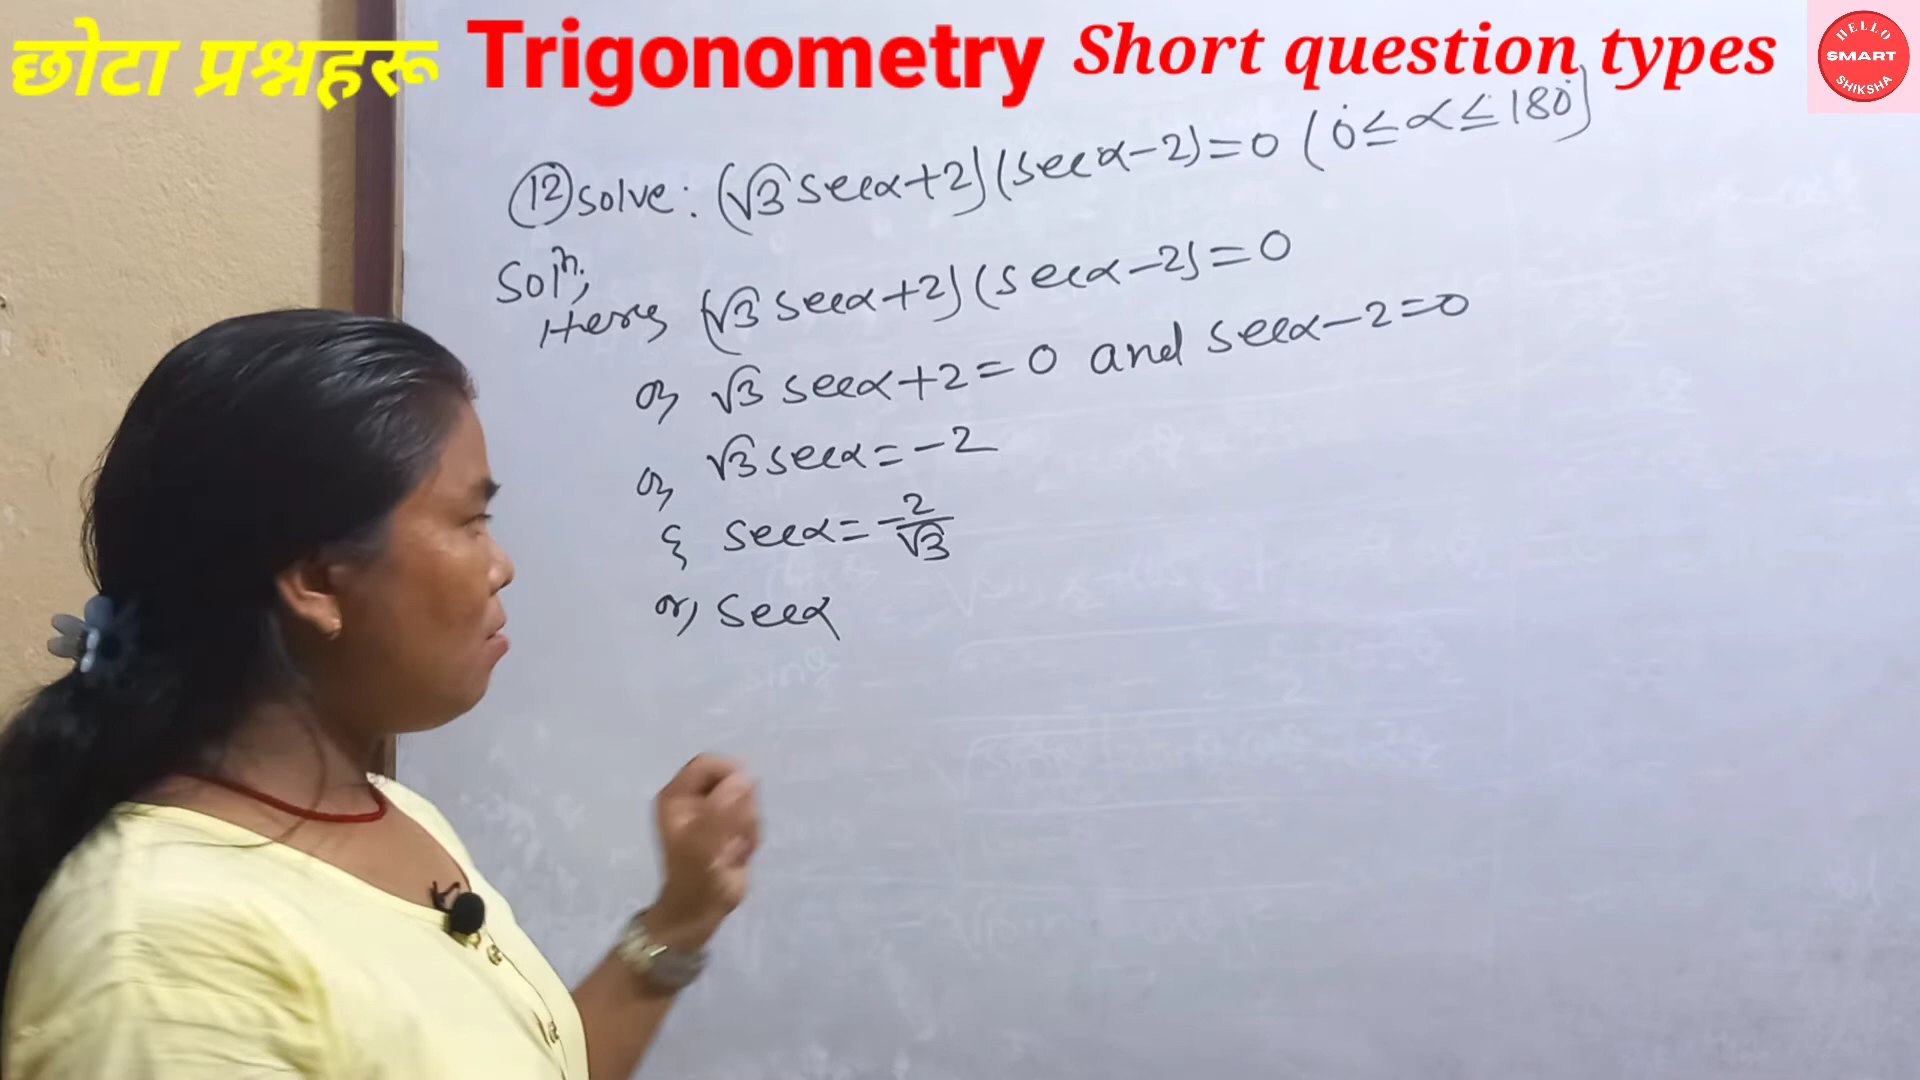 छोटा प्रश्नहरू Trigonometry Short question types
HELLO
SMART
SHIKSHA
(12) solve: (√3 secα+2)(secα-2)=0 (0°≤α≤180°)
Solⁿ,
Here, (√3 secα+2)(secα-2)=0
or, √3 secα+2=0 and secα-2=0
or, √3 secα=-2
secα=-2/√3
or, secα